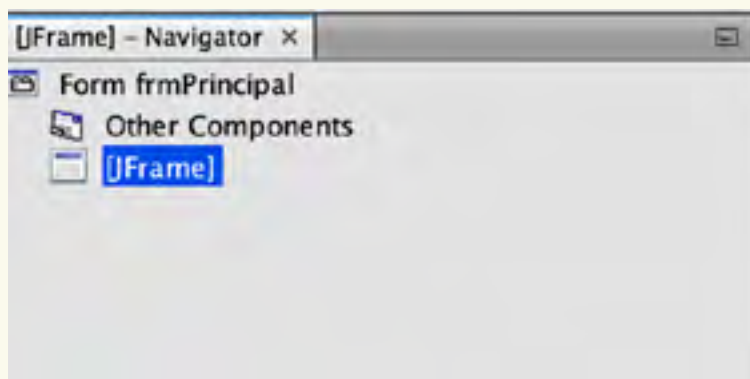 [JFrame] – Navigator ×
Form frmPrincipal
Other Components
[JFrame]